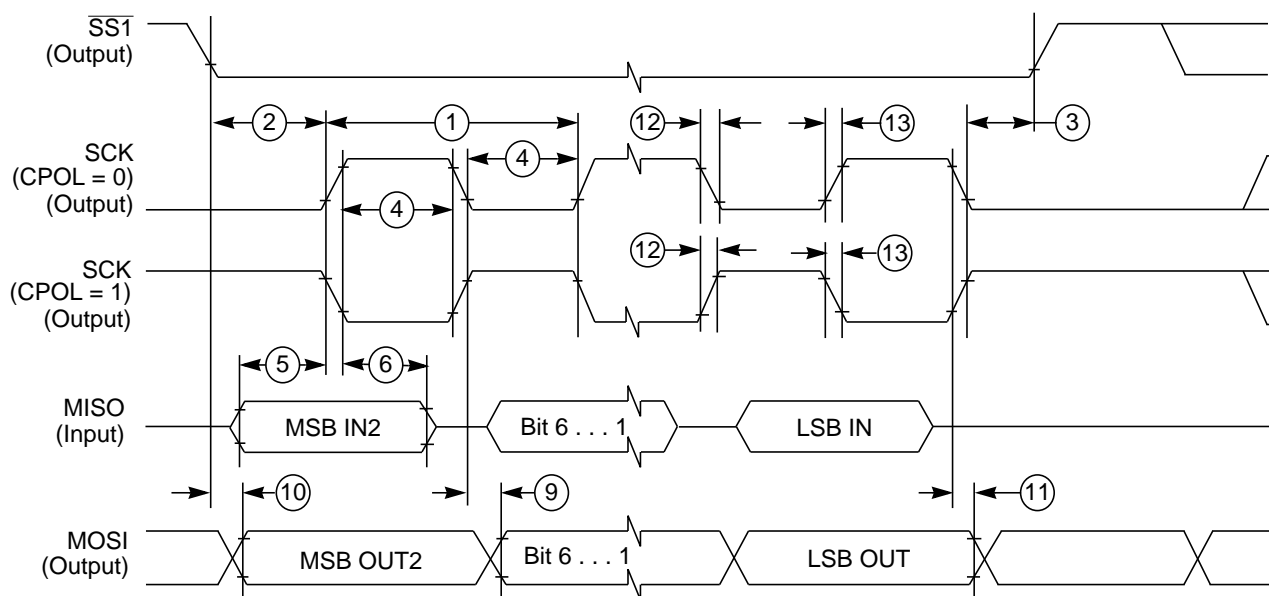 SS1
(Output)
2
1
12
13
3
SCK
(CPOL = 0)
(Output)
4
4
SCK
(CPOL = 1)
(Output)
12
13
5
6
MISO
(Input)
MSB IN2
Bit 6 . . . 1
LSB IN
10
9
11
MOSI
(Output)
MSB OUT2
Bit 6 . . . 1
LSB OUT